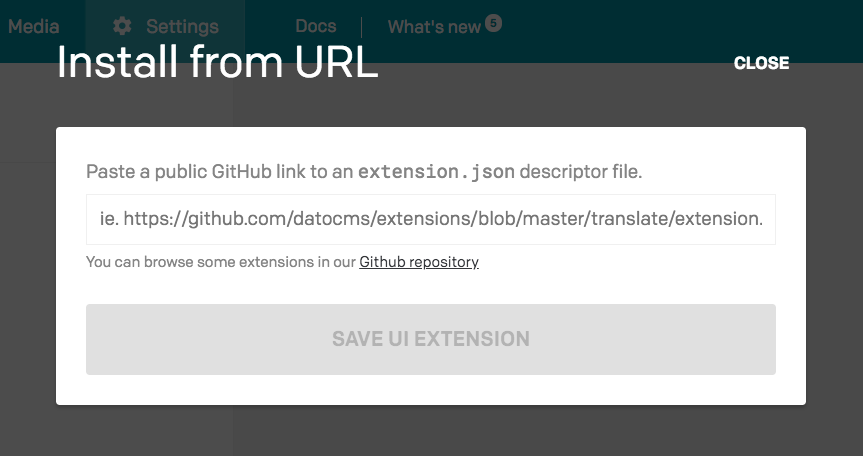 Media Settings Docs What's new 5
Install from URL CLOSE
Paste a public GitHub link to an extension.json descriptor file.
ie. https://github.com/datocms/extensions/blob/master/translate/extension.
You can browse some extensions in our Github repository
SAVE UI EXTENSION